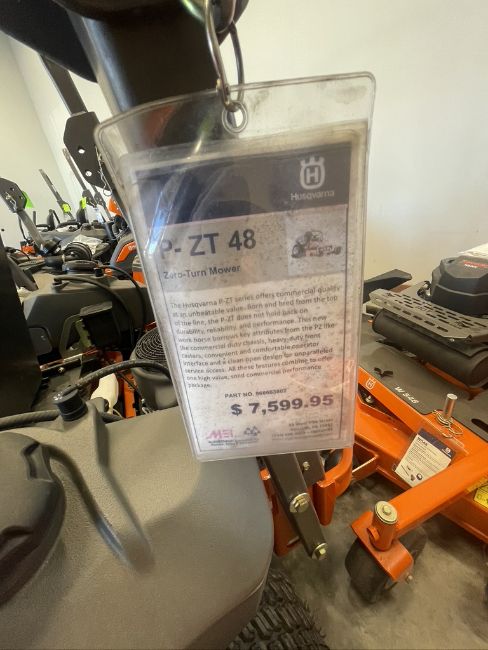 Husqvarna
P- ZT 48
Zero-Turn Mower
The Husqvarna P-ZT series offers commercial quality
at an unbeatable value. Born and bred from the top
of the line, the P-ZT does not hold back on
durability, reliability, and performance. This new
work horse borrows key attributes from the PZ like
the commercial duty chassis, heavy duty front
casters, convenient and comfortable operator
interface and a clean open design for unparalleled
service access. All these features combine to offer
one high value, solid commercial performance
package.
PART NO.
$ 7,599.95
MEI